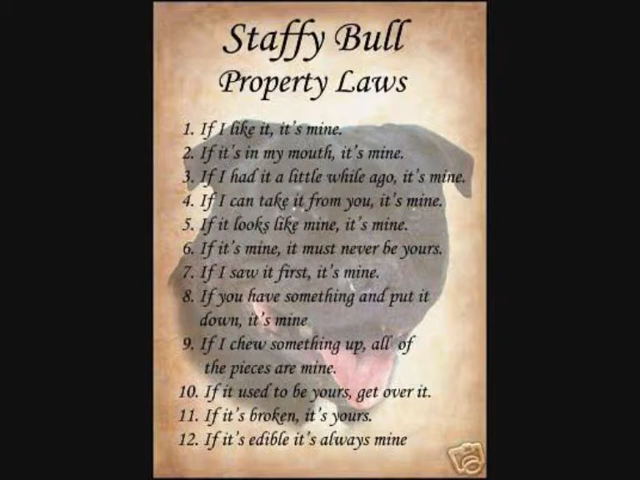 Staffy Bull
Property Laws
1. If I like it, it's mine.
2. If it's in my mouth, it's mine.
3. If I had it a little while ago, it's mine.
4. If I can take it from you, it's mine.
5. If it looks like mine, it's mine.
6. If it's mine, it must never be yours.
7. If I saw it first, it's mine.
8. If you have something and put it
down, it's mine
9. If I chew something up, all of
the pieces are mine.
10. If it used to be yours, get over it.
11. If it's broken, it's yours.
12. If it's edible it's always mine